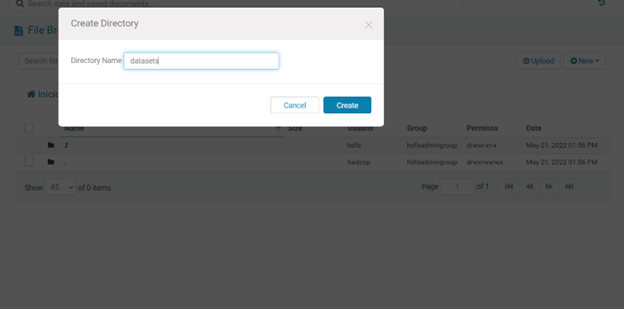 Search data and saved documents...
Create Directory
File Br
Directory Name
datasets
Search for
Upload
New
Cancel
Create
Inicio
Name Size Usuario Group Permisos Date
hdfs hdfsadmingroup drwxr-xr-x May 21, 2022 01:56 PM
. hadoop hdfsadmingroup drwxrwxrwx May 21, 2022 01:56 PM
Show 45 of 0 items
Page 1 of 1